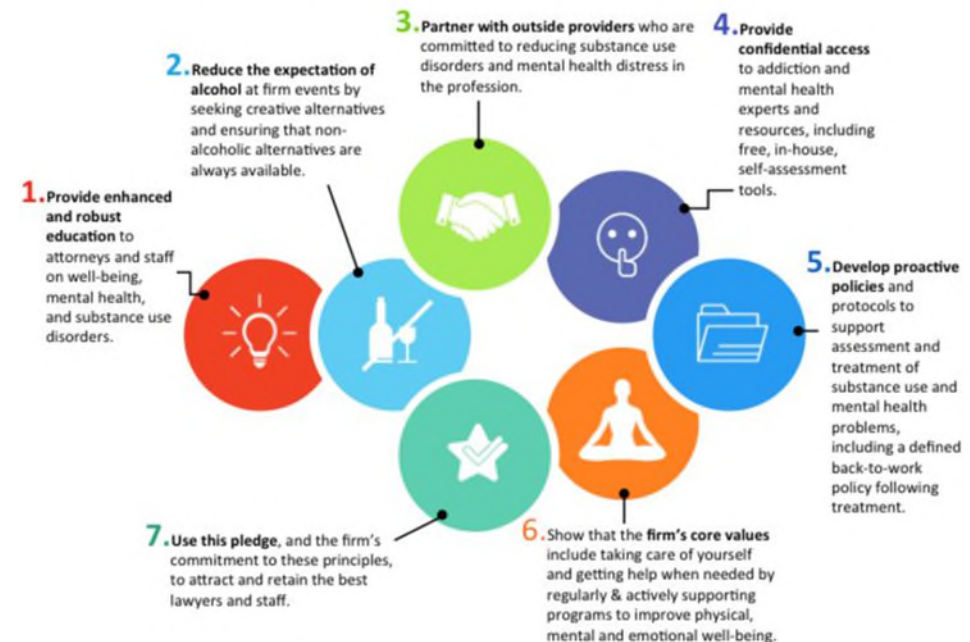 1. Provide enhanced
and robust
education to
attorneys and staff
on well-being,
mental health,
and substance use
disorders.
2. Reduce the expectation of
alcohol at firm events by
seeking creative alternatives
and ensuring that non-
alcoholic alternatives are
always available.
3. Partner with outside providers who are
committed to reducing substance use
disorders and mental health distress in
the profession.
4. Provide
confidential access
to addiction and
mental health
experts and
resources, including
free, in-house,
self-assessment
tools.
5. Develop proactive
policies and
protocols to
support
assessment and
treatment of
substance use and
mental health
problems,
including a defined
back-to-work
policy following
treatment.
6. Show that the firm's core values
include taking care of yourself
and getting help when needed by
regularly & actively supporting
programs to improve physical,
mental and emotional well-being.
7. Use this pledge, and the firm's
commitment to these principles,
to attract and retain the best
lawyers and staff.